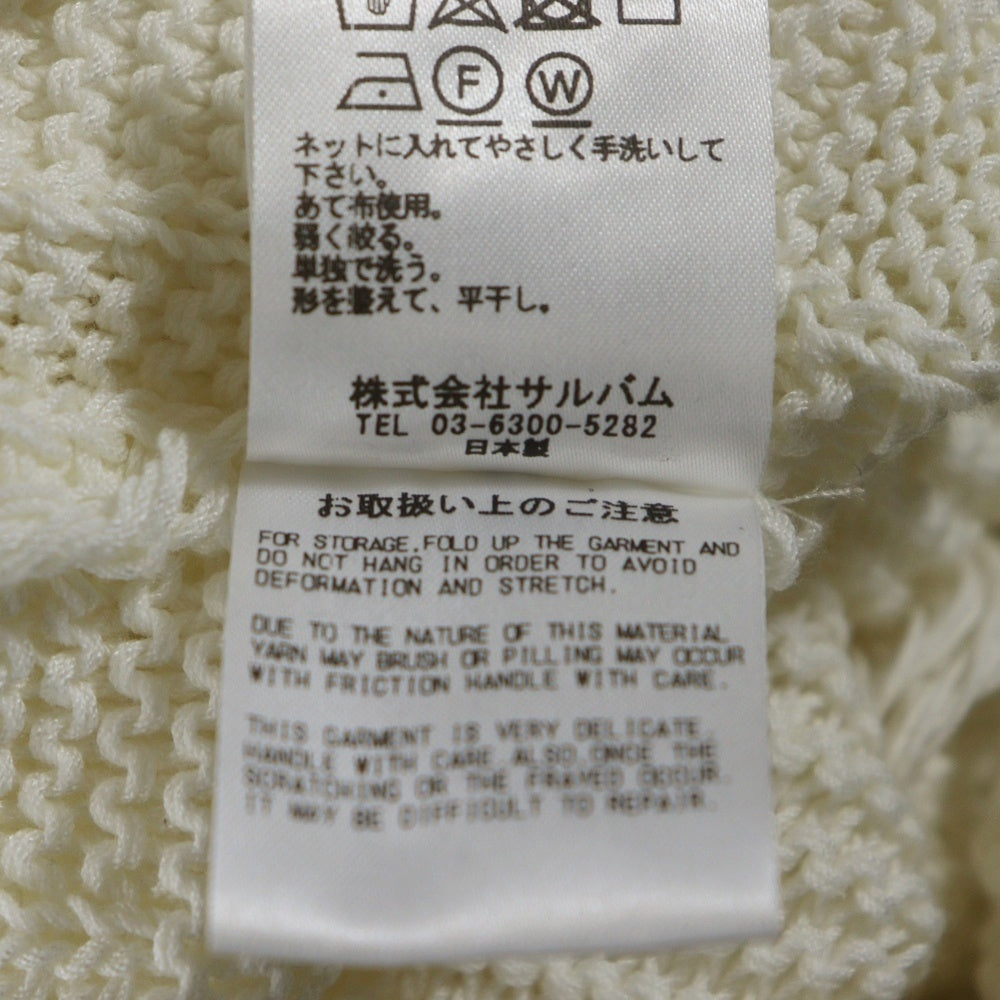 F W
ネットに入れてやさしく手洗いして
下さい。
あて布使用。
弱く絞る。
単独で洗う。
形を整えて、平干し。
株式会社サルバム
TEL 03-6300-5282
日本製
お取扱い上のご注意
FOR STORAGE,FOLD UP THE GARMENT AND
DO NOT HANG IN ORDER TO AVOID
DEFORMATION AND STRETCH.
DUE TO THE NATURE OF THIS MATERIAL
YARN MAY BRUSH OR PILLING MAY OCCUR
WITH FRICTION HANDLE WITH CARE.
THIS GARMENT IS VERY DELICATE.
HANDLE WITH CARE.ALSO,ONCE THE
SCRATCHING OR THE FRAYED OCCUR,
IT MAY BE DIFFICULT TO REPAIR.